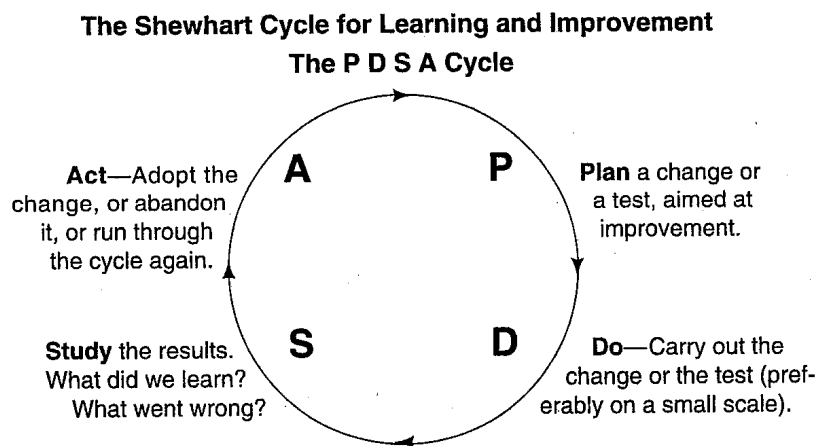 The Shewhart Cycle for Learning and Improvement
The P D S A Cycle
A
P
Act—Adopt the
change, or abandon
it, or run through
the cycle again.
Plan a change or
a test, aimed at
improvement.
S
D
Study the results.
What did we learn?
What went wrong?
Do—Carry out the
change or the test (pref-
erably on a small scale).